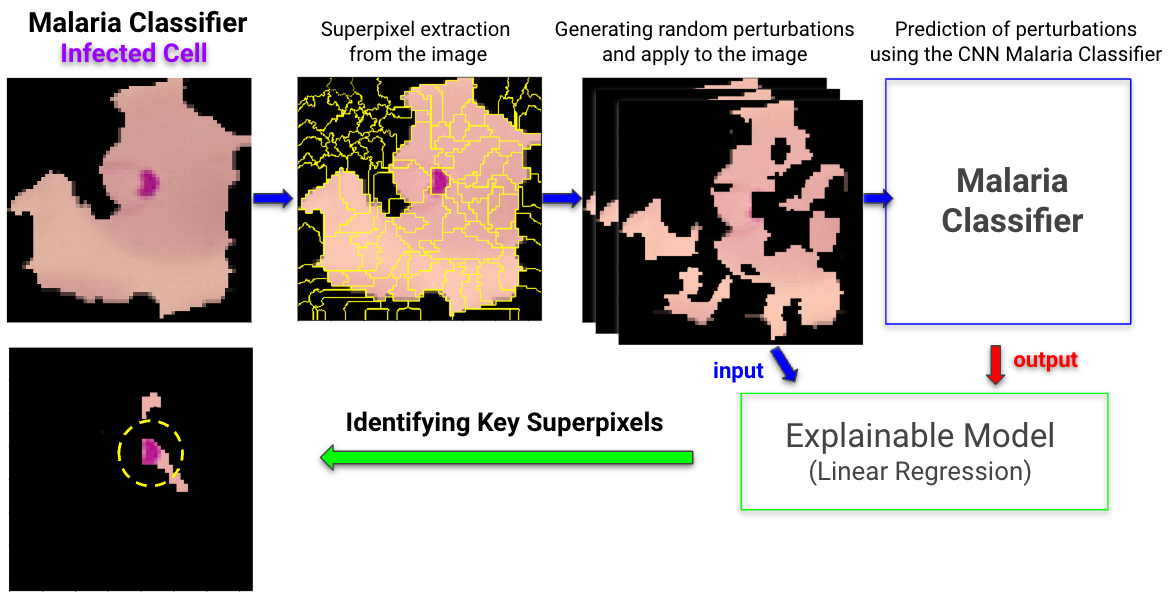 Malaria Classifier
Infected Cell
Superpixel extraction
from the image
Generating random perturbations
and apply to the image
Prediction of perturbations
using the CNN Malaria Classifier
Malaria
Classifier
input
output
Identifying Key Superpixels
Explainable Model
(Linear Regression)